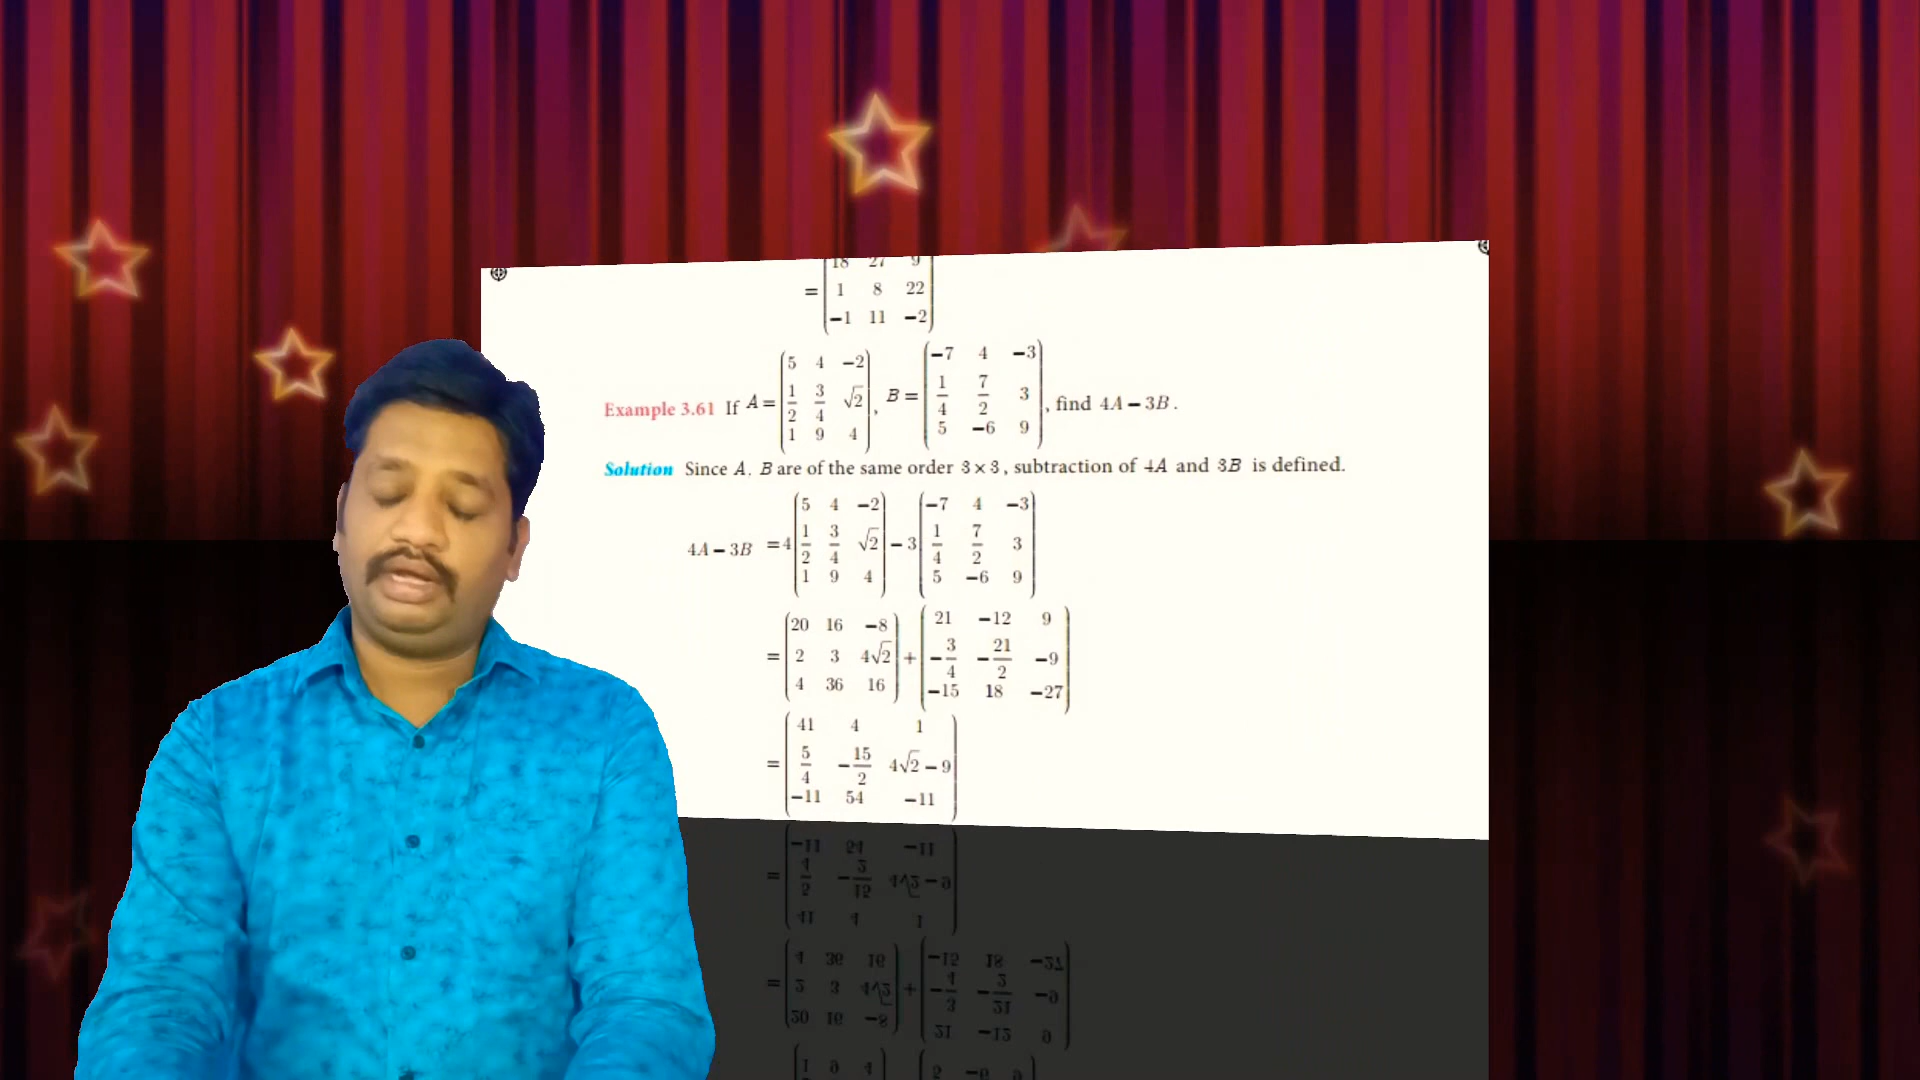 18 27 9
= 1 8 22
−1 11 −2
Example 3.61 If A = (5 4 −2; 1/2 3/4 √2; 1 9 4), B = (−7 4 −3; 1/4 7/2 3; 5 −6 9), find 4A − 3B.
Solution Since A. B are of the same order 3 × 3, subtraction of 4A and 3B is defined.
4A − 3B = 4(5 4 −2; 1/2 3/4 √2; 1 9 4) − 3(−7 4 −3; 1/4 7/2 3; 5 −6 9)
= (20 16 −8; 2 3 4√2; 4 36 16) + (21 −12 9; −3/4 −21/2 −9; −15 18 −27)
= (41 4 1; 5/4 −15/2 4√2 − 9; −11 54 −11)